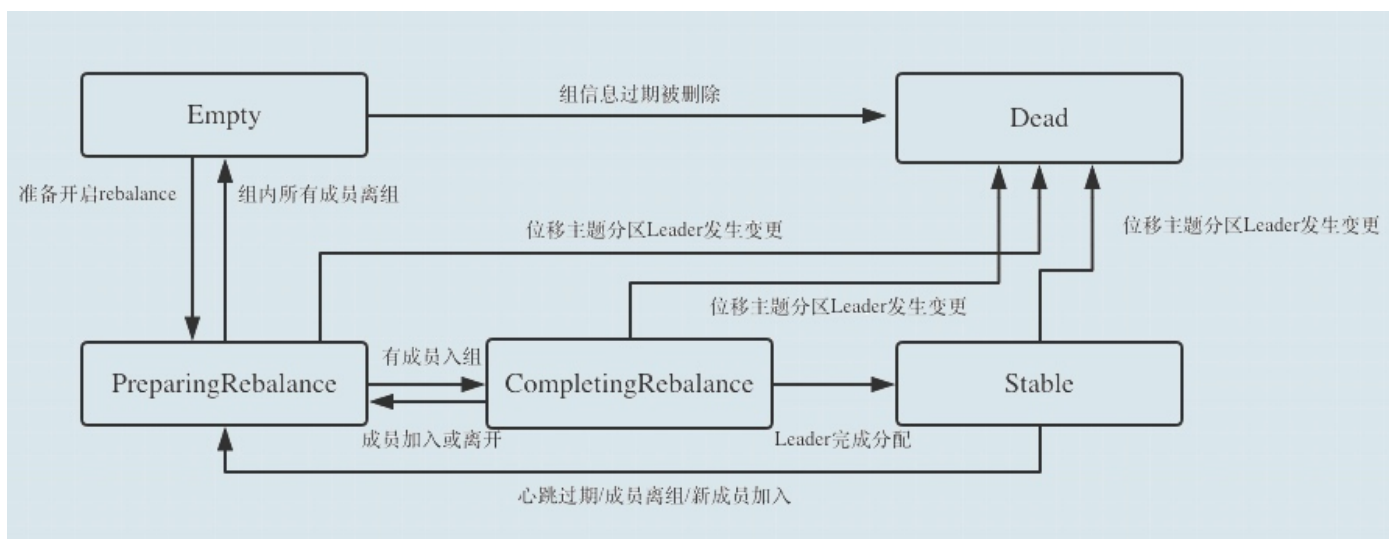 Empty
组信息过期被删除
Dead
准备开启rebalance
组内所有成员离组
位移主题分区Leader发生变更
位移主题分区Leader发生变更
位移主题分区Leader发生变更
有成员入组
PreparingRebalance
CompletingRebalance
Stable
成员加入或离开
Leader完成分配
心跳过期/成员离组/新成员加入